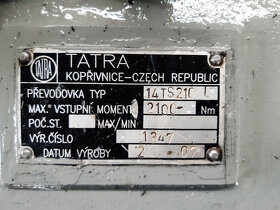 TATRA
TATRA
KOPŘIVNICE-CZECH REPUBLIC
PŘEVODOVKA TYP 14TS210
MAX. VSTUPNÍ MOMENT 2100 Nm
POČ.ST. MAX/MIN
VÝR.ČÍSLO 1347
DATUM VÝROBY 2 07